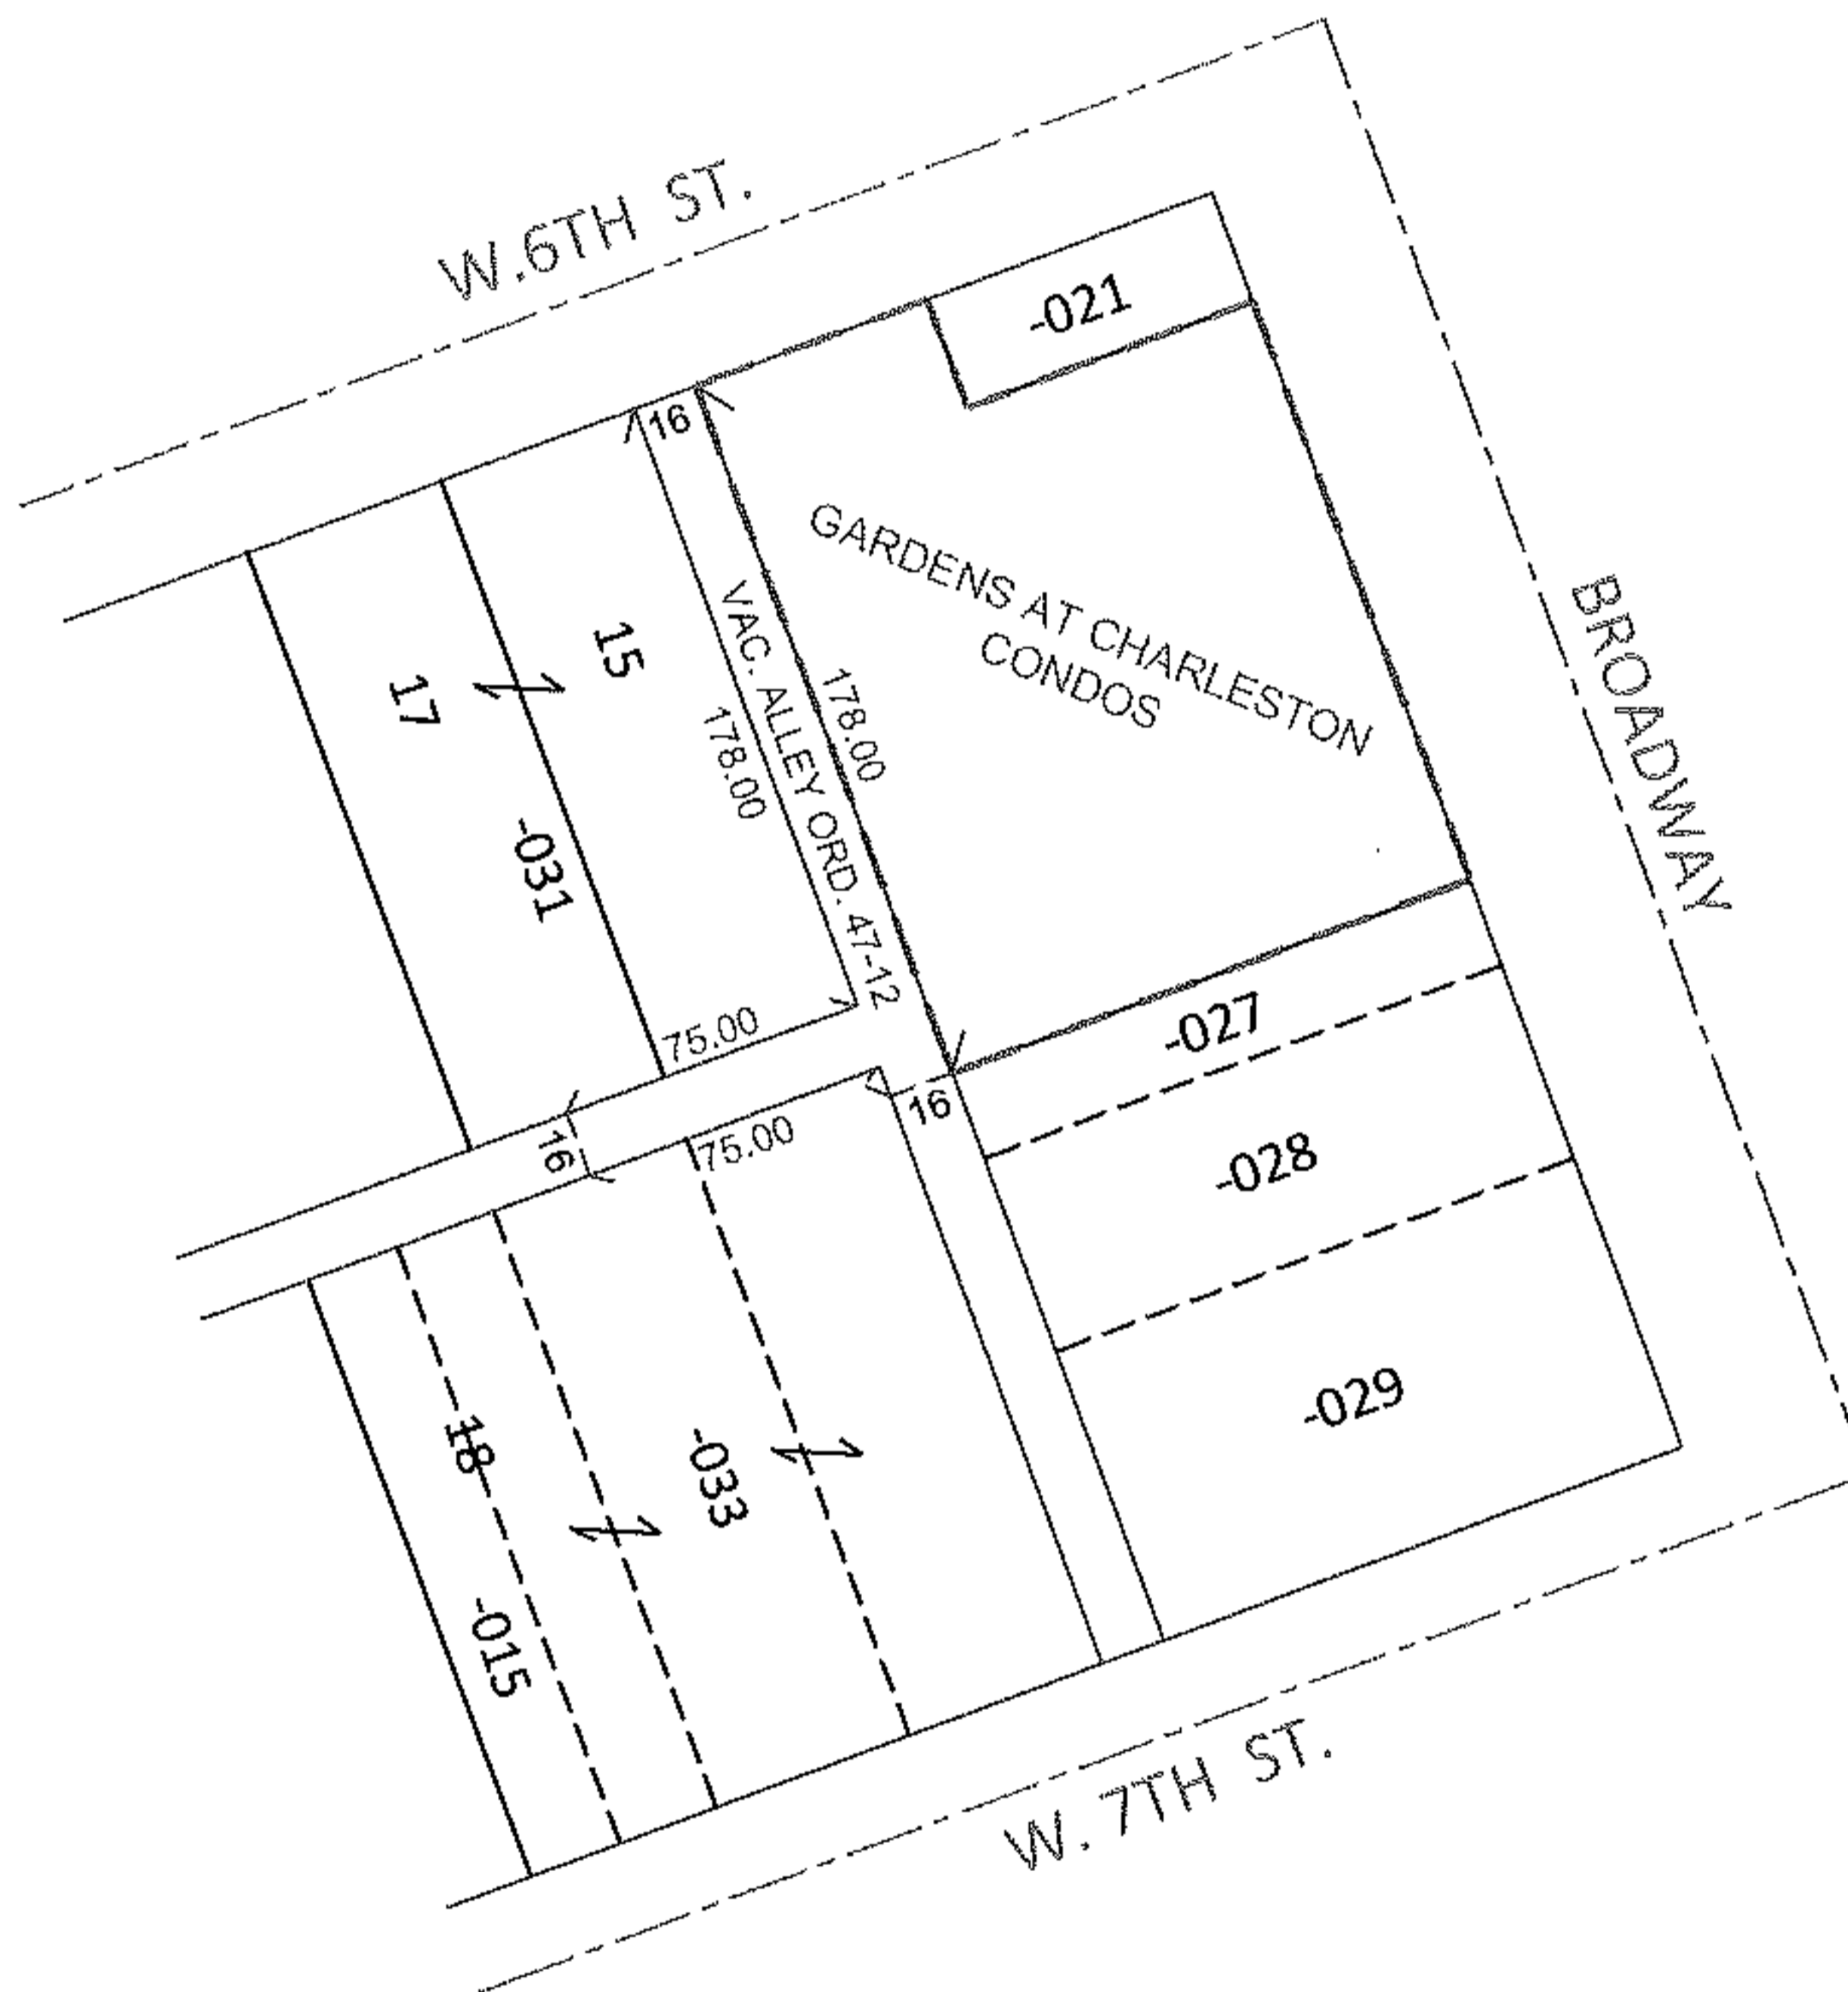 W.6TH ST.
-021
16
GARDENS AT CHARLESTON
CONDOS
BROADWAY
15
17
-031
VAC. ALLEY ORD. 47-12
178.00
178.00
75.00
16
75.00
16
-027
-028
-029
18
-033
-015
W. 7TH ST.